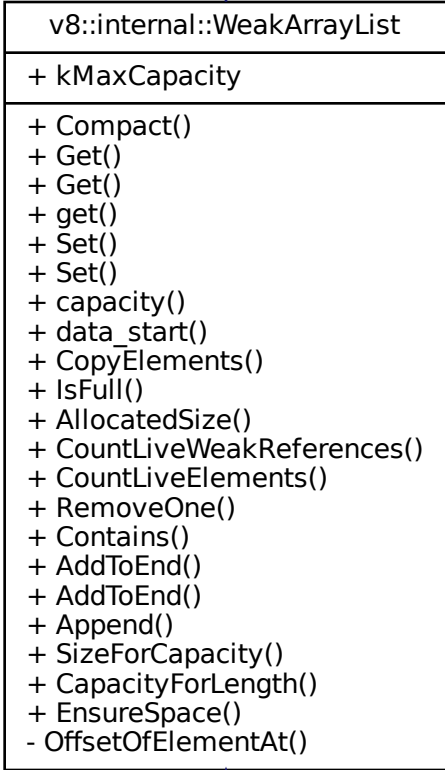 v8::internal::WeakArrayList
+ kMaxCapacity
+ Compact()
+ Get()
+ Get()
+ get()
+ Set()
+ Set()
+ capacity()
+ data_start()
+ CopyElements()
+ IsFull()
+ AllocatedSize()
+ CountLiveWeakReferences()
+ CountLiveElements()
+ RemoveOne()
+ Contains()
+ AddToEnd()
+ AddToEnd()
+ Append()
+ SizeForCapacity()
+ CapacityForLength()
+ EnsureSpace()
- OffsetOfElementAt()